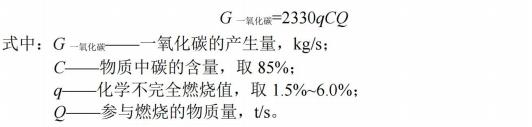 G 一氧化碳=2330qCQ
式中：G 一氧化碳——一氧化碳的产生量，kg/s；
C——物质中碳的含量，取 85%；
q——化学不完全燃烧值，取 1.5%~6.0%；
Q——参与燃烧的物质量，t/s。